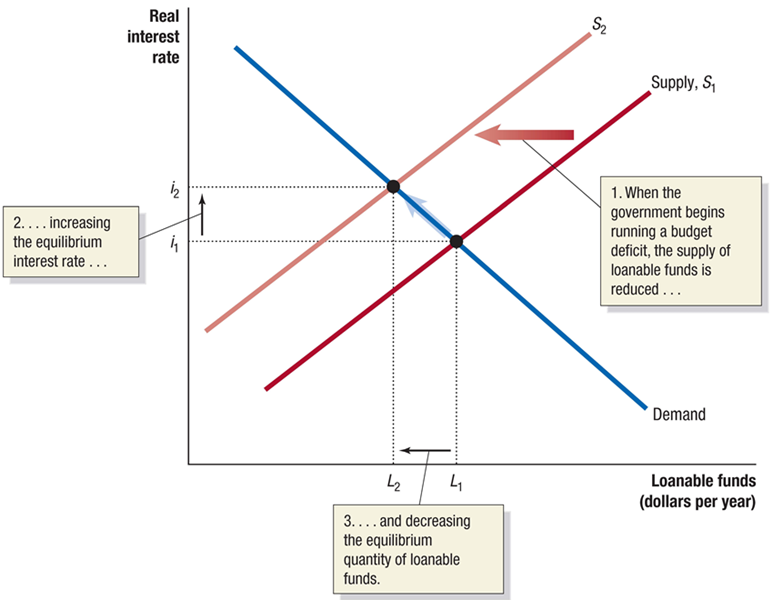 Real
interest
rate
S2
Supply, S1
i2
i1
1. When the
government begins
running a budget
deficit, the supply of
loanable funds is
reduced . . .
2. . . . increasing
the equilibrium
interest rate . . .
Demand
L2
L1
Loanable funds
(dollars per year)
3. . . . and decreasing
the equilibrium
quantity of loanable
funds.